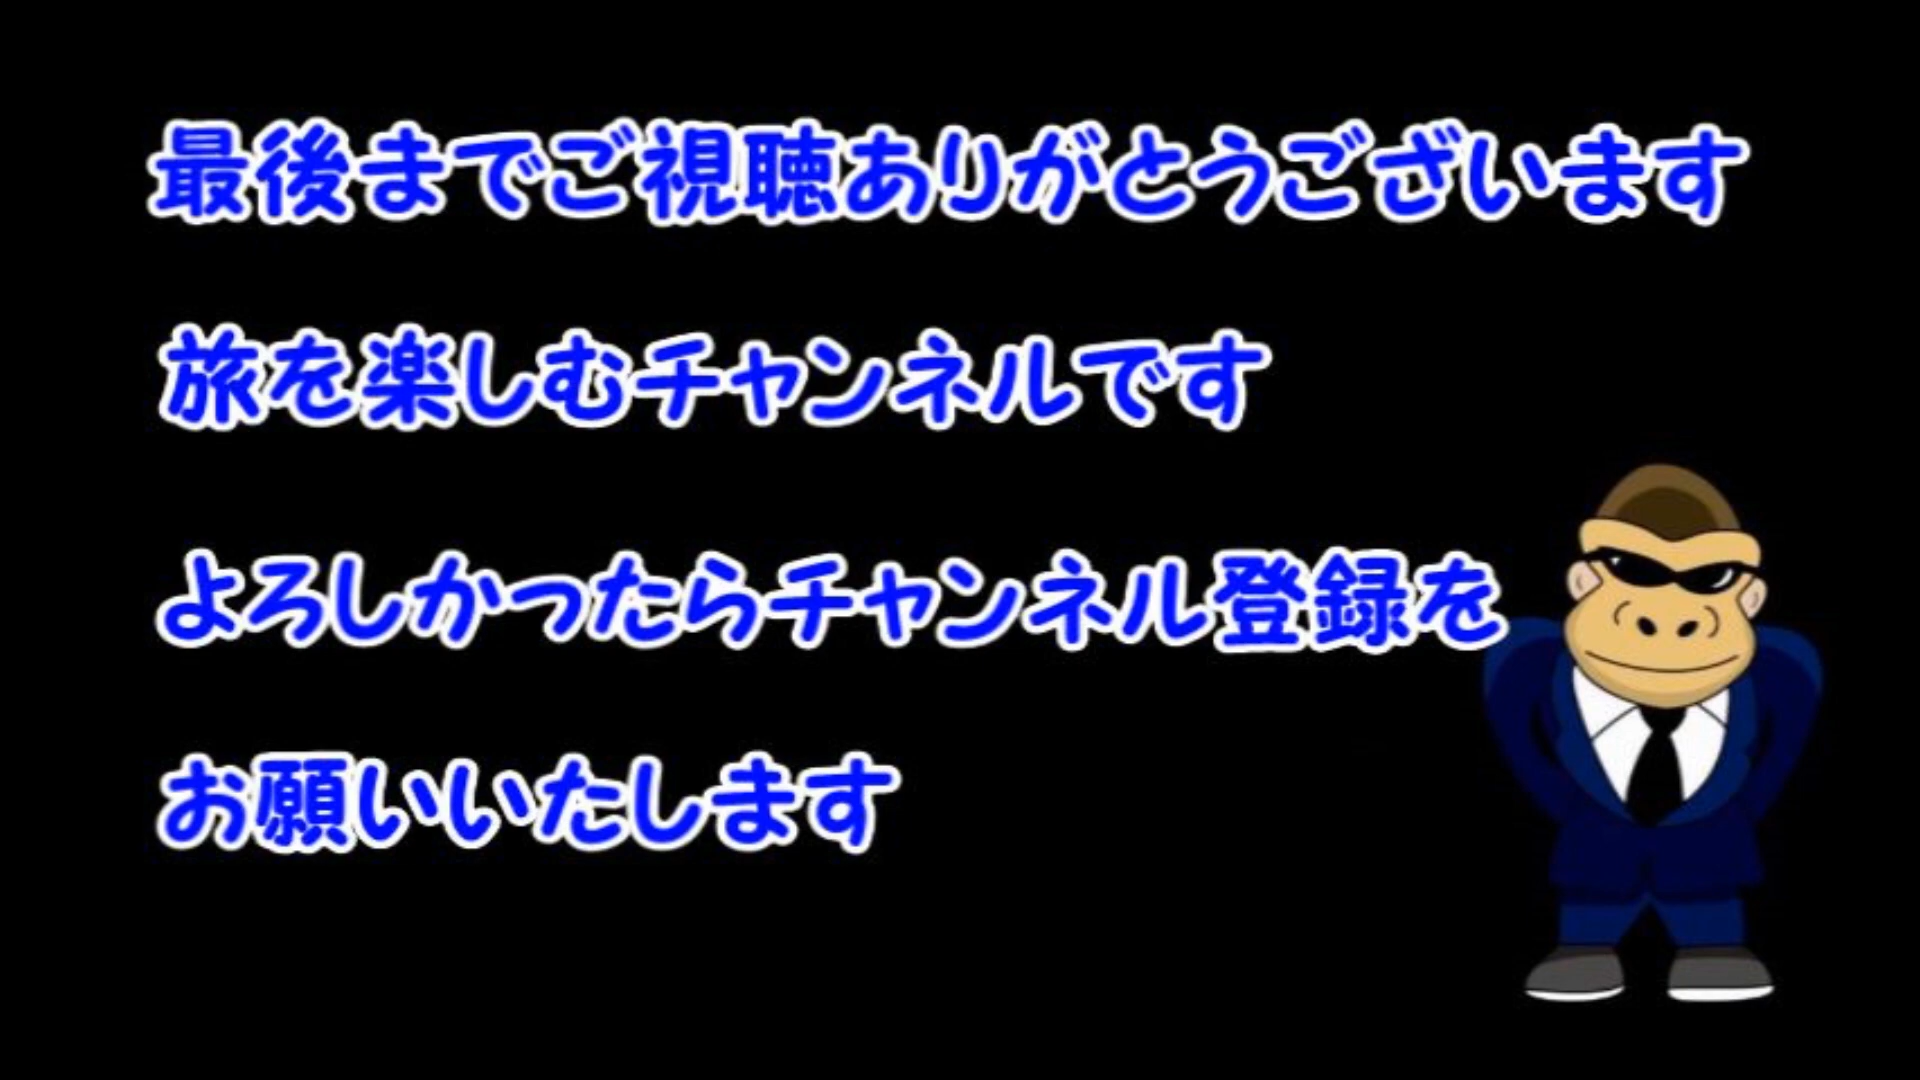 最後までご視聴ありがとうございます
旅を楽しむチャンネルです
よろしかったらチャンネル登録を
お願いいたします